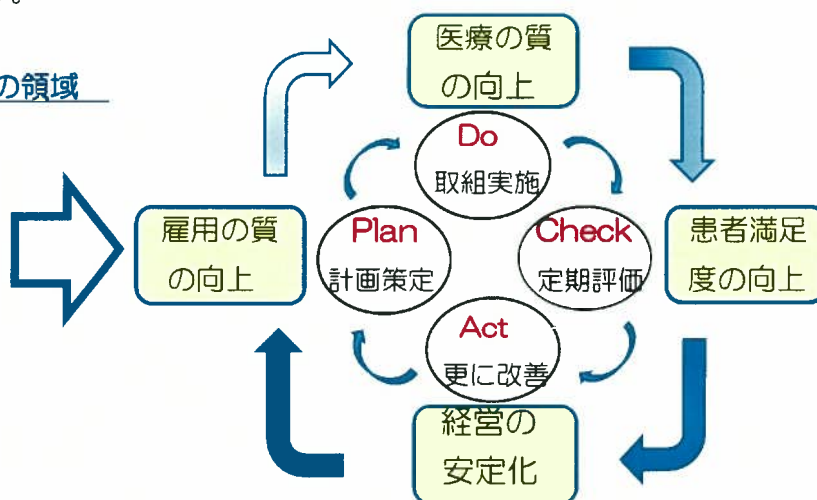 。
の領域
医療の質
の向上
Do
取組実施
雇用の質
の向上
Plan
計画策定
Check
定期評価
患者満足
度の向上
Act
更に改善
経営の
安定化